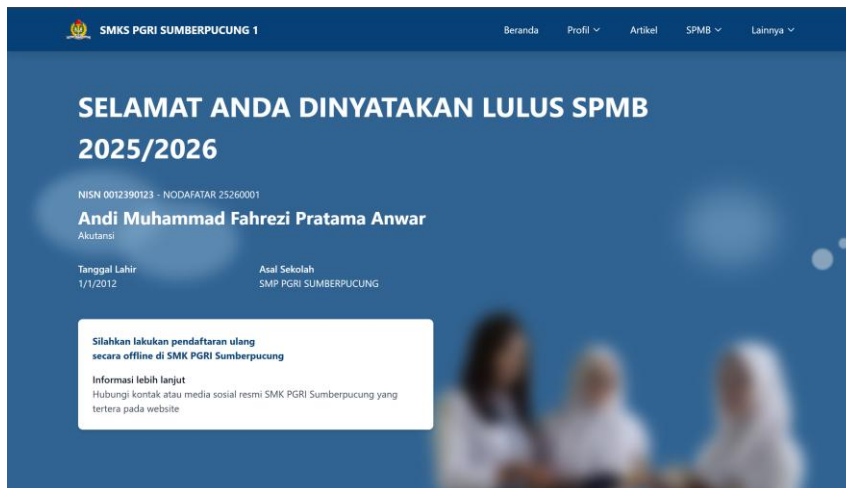 SMKS PGRI SUMBERPUCUNG 1
Beranda Profil Artikel SPMB Lainnya
SELAMAT ANDA DINYATAKAN LULUS SPMB
2025/2026
NISN 0012390123 - NODAFATAR 25260001
Andi Muhammad Fahrezi Pratama Anwar
Akutansi
Tanggal Lahir Asal Sekolah
1/1/2012 SMP PGRI SUMBERPUCUNG
Silahkan lakukan pendaftaran ulang
secara offline di SMK PGRI Sumberpucung
Informasi lebih lanjut
Hubungi kontak atau media sosial resmi SMK PGRI Sumberpucung yang
tertera pada website